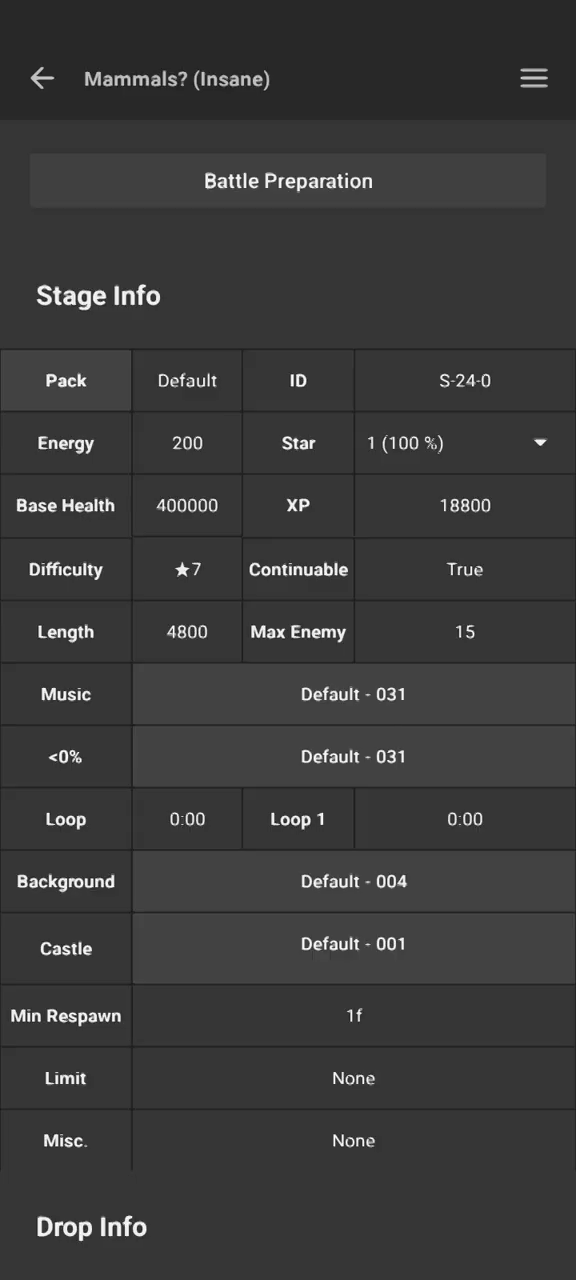 Mammals? (Insane)
Battle Preparation
Stage Info
Pack Default ID S-24-0
Energy 200 Star 1 (100 %)
Base Health 400000 XP 18800
Difficulty ★7 Continuable True
Length 4800 Max Enemy 15
Music Default - 031
<0% Default - 031
Loop 0:00 Loop 1 0:00
Background Default - 004
Castle Default - 001
Min Respawn 1f
Limit None
Misc. None
Drop Info